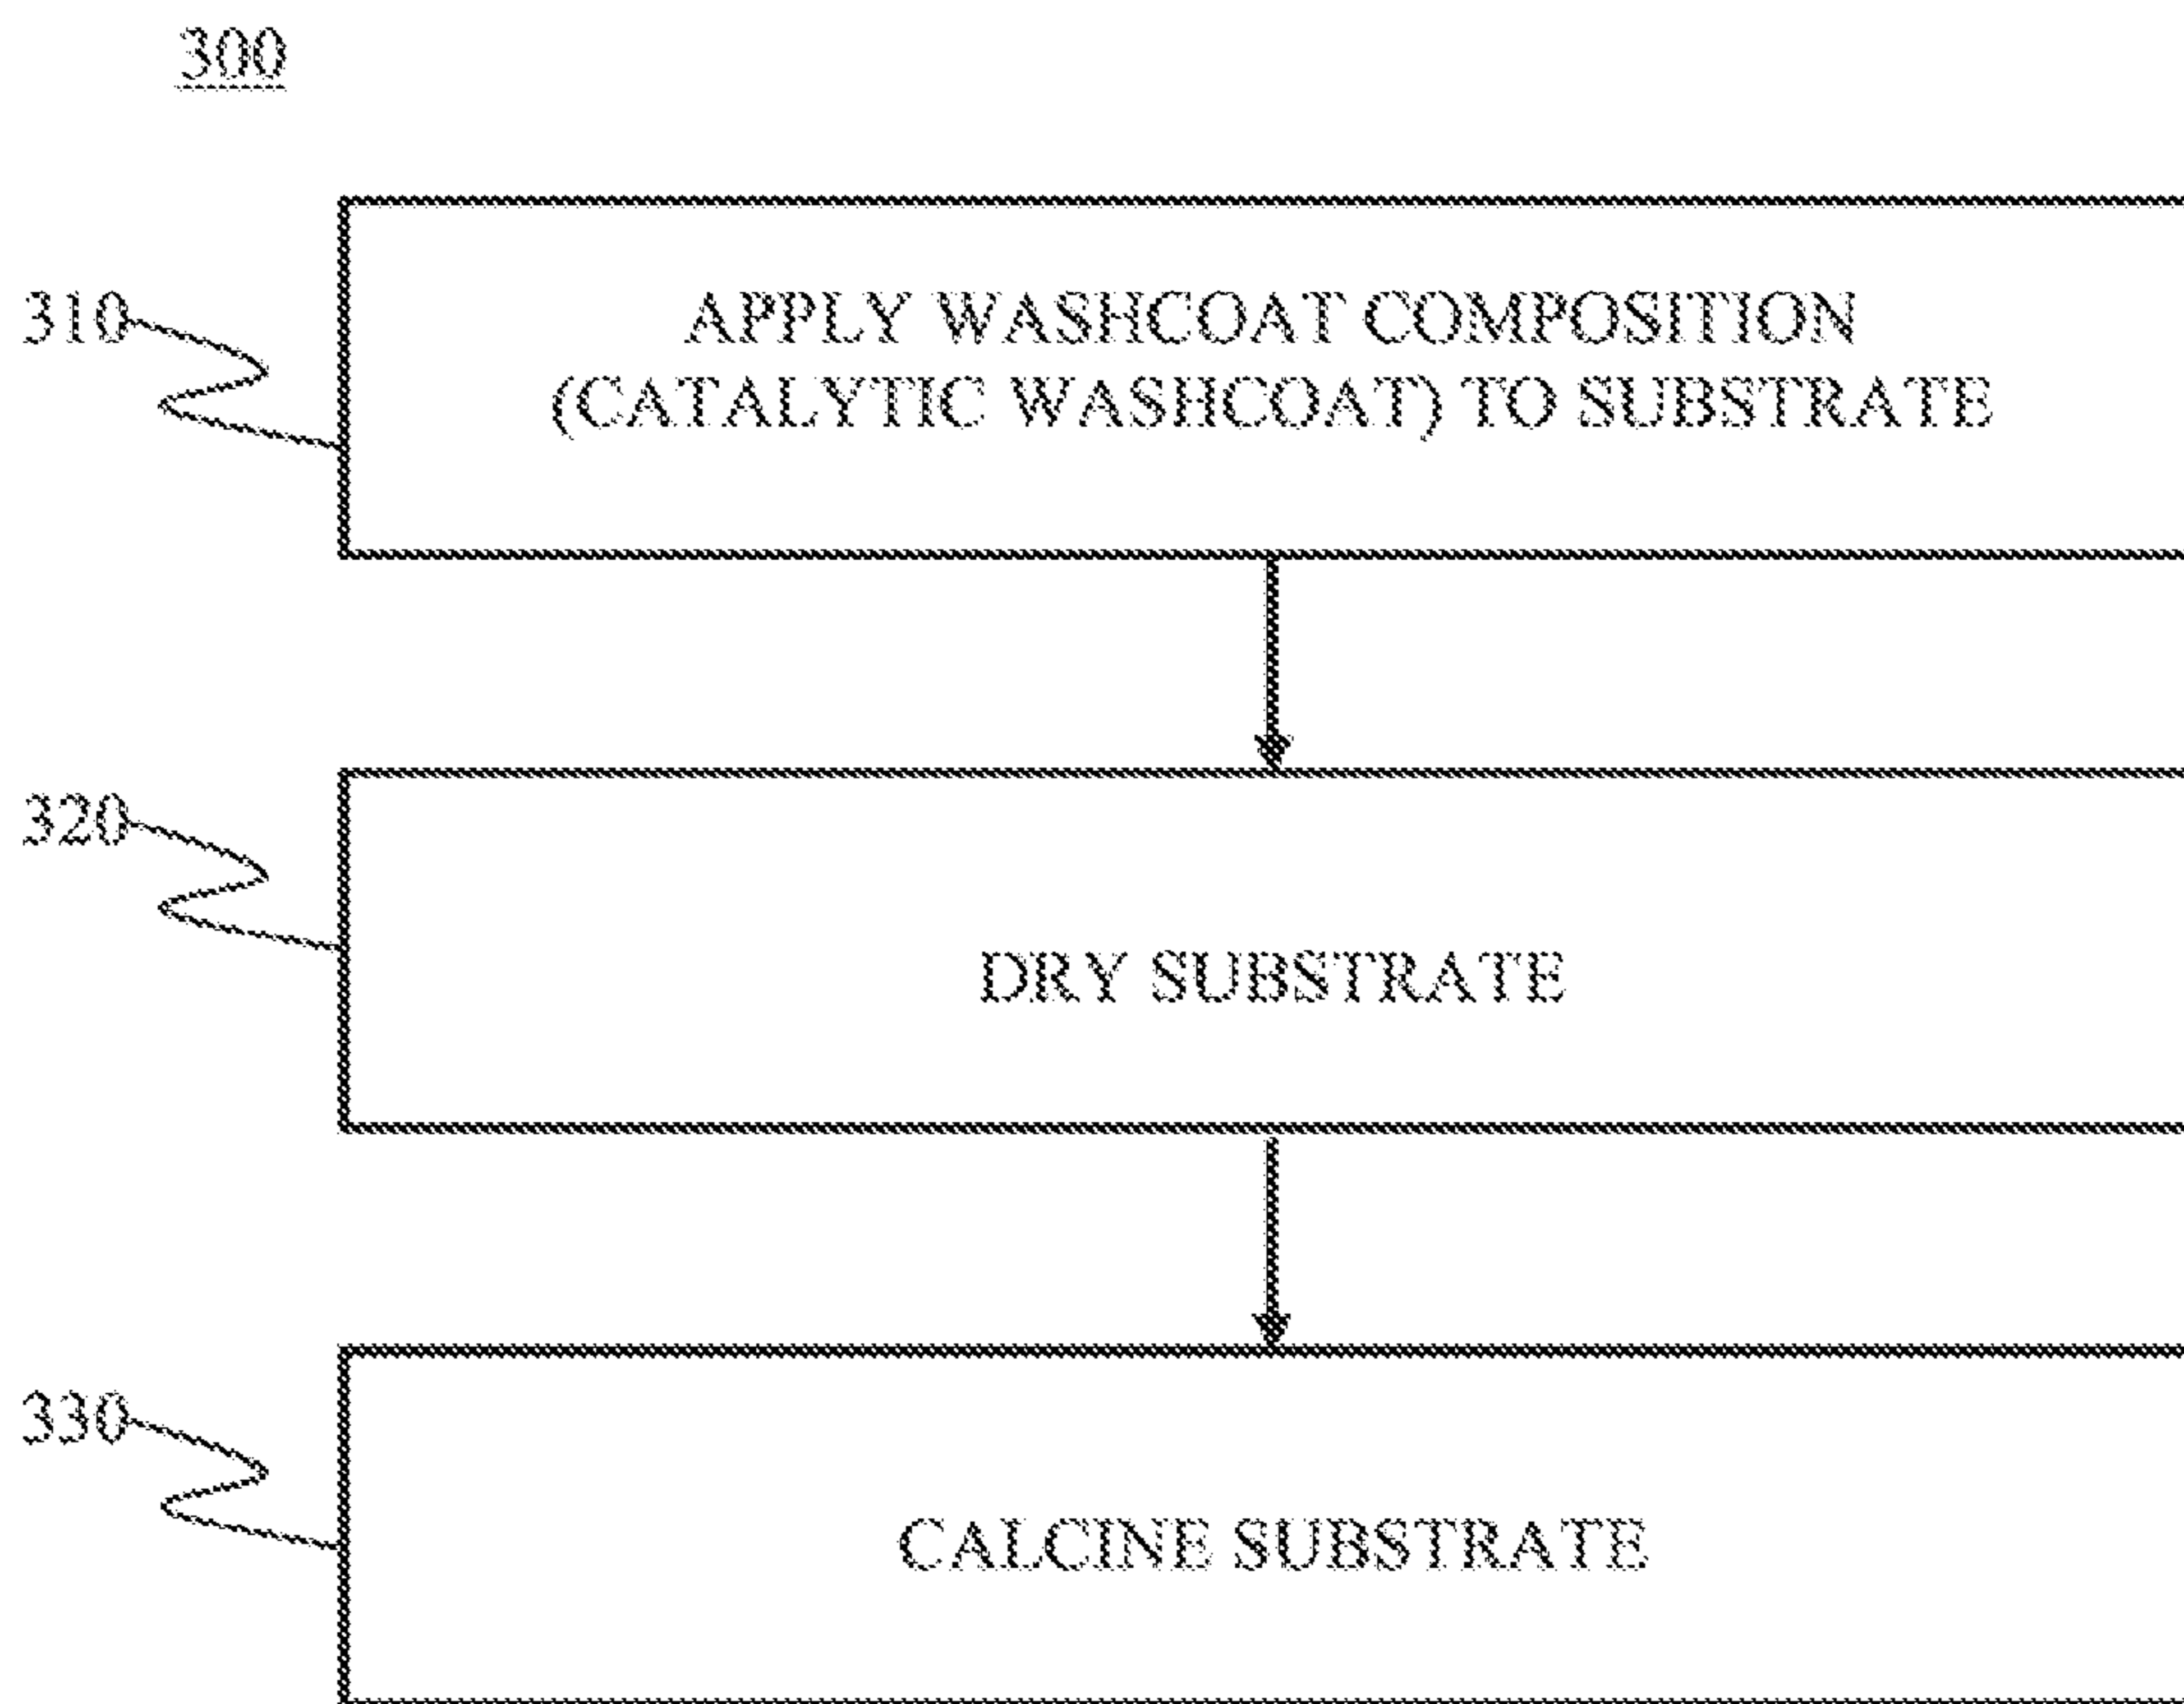 300
310
APPLY WASHCOAT COMPOSITION
(CATALYTIC WASHCOAT) TO SUBSTRATE
320
DRY SUBSTRATE
330
CALCINE SUBSTRATE